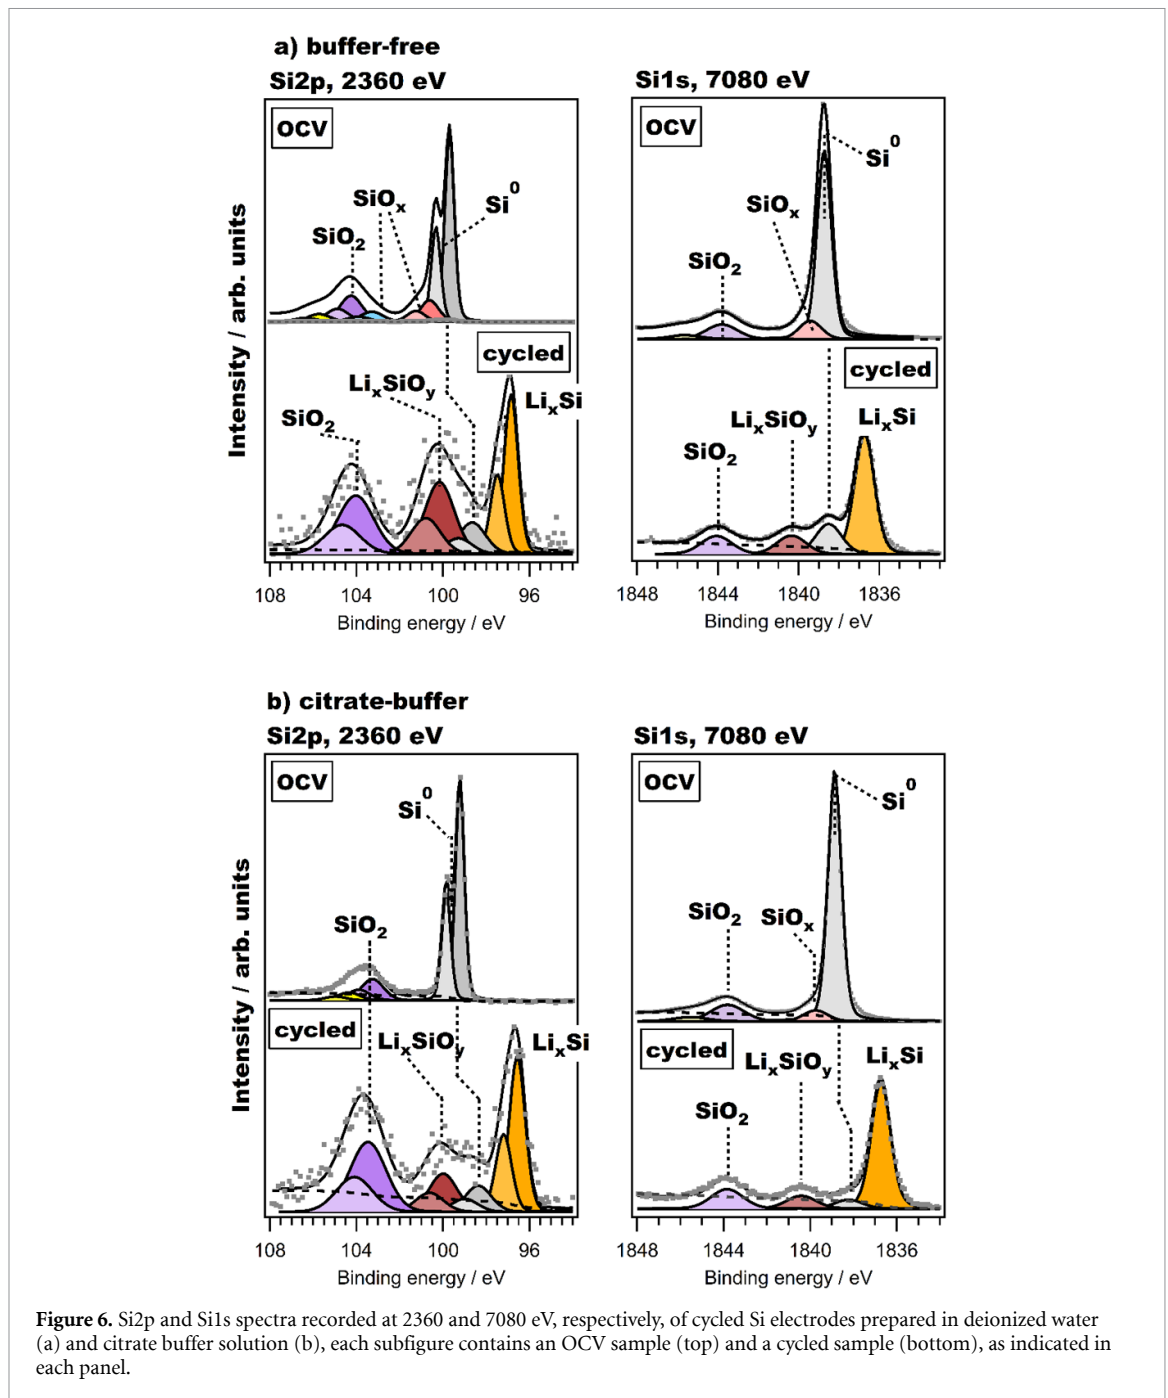 a) buffer-free
Si2p, 2360 eV
Si1s, 7080 eV
Intensity / arb. units
OCV
SiO2
SiOx
Si0
cycled
SiO2
LixSiOy
LixSi
108 104 100 96
Binding energy / eV
OCV
SiO2
SiOx
Si0
cycled
SiO2
LixSiOy
LixSi
1848 1844 1840 1836
Binding energy / eV
b) citrate-buffer
Si2p, 2360 eV
Si1s, 7080 eV
Intensity / arb. units
OCV
SiO2
Si0
cycled
LixSiOy
LixSi
108 104 100 96
Binding energy / eV
OCV
SiO2
SiOx
Si0
cycled
SiO2
LixSiOy
LixSi
1848 1844 1840 1836
Binding energy / eV
Figure 6. Si2p and Si1s spectra recorded at 2360 and 7080 eV, respectively, of cycled Si electrodes prepared in deionized water
(a) and citrate buffer solution (b), each subfigure contains an OCV sample (top) and a cycled sample (bottom), as indicated in
each panel.